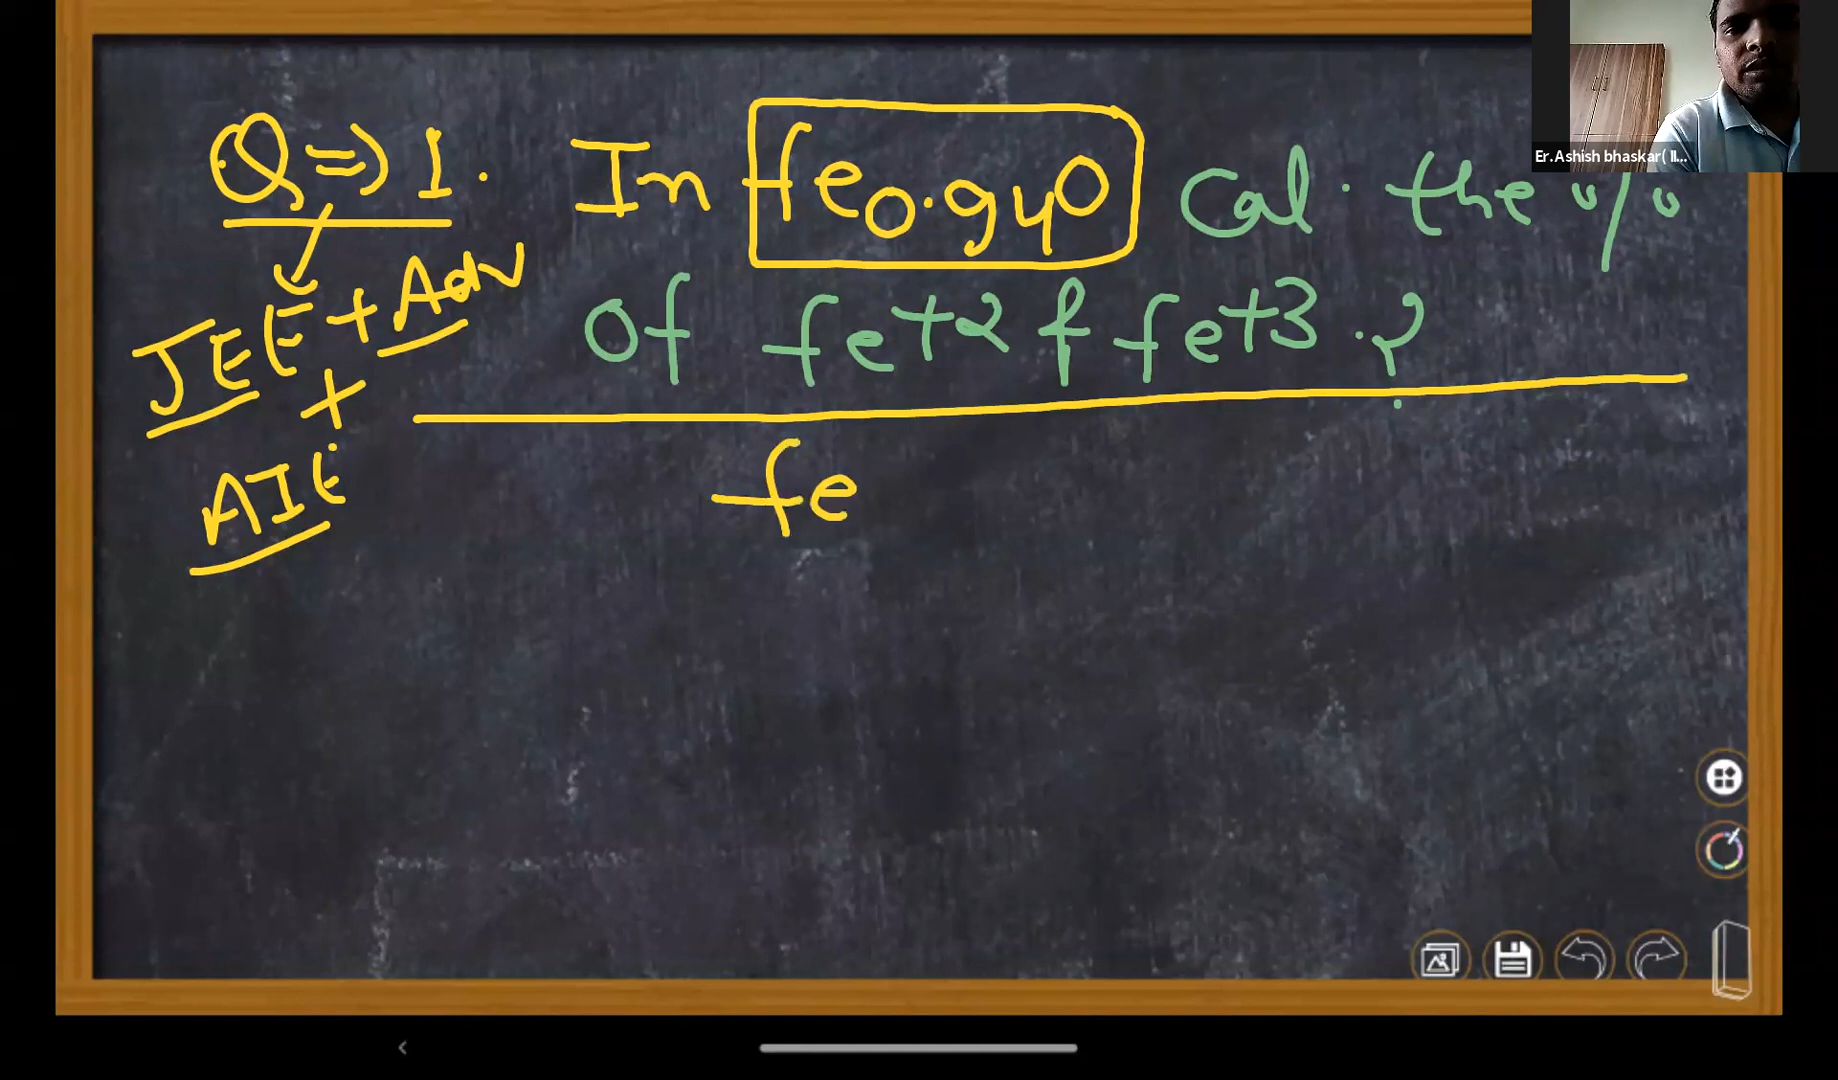 Q⇒1. In fe0.94O Cal. the %
of fe+2 & fe+3.?
JEE + Adv
+
AIE
fe
Er.Ashish bhaskar( II...